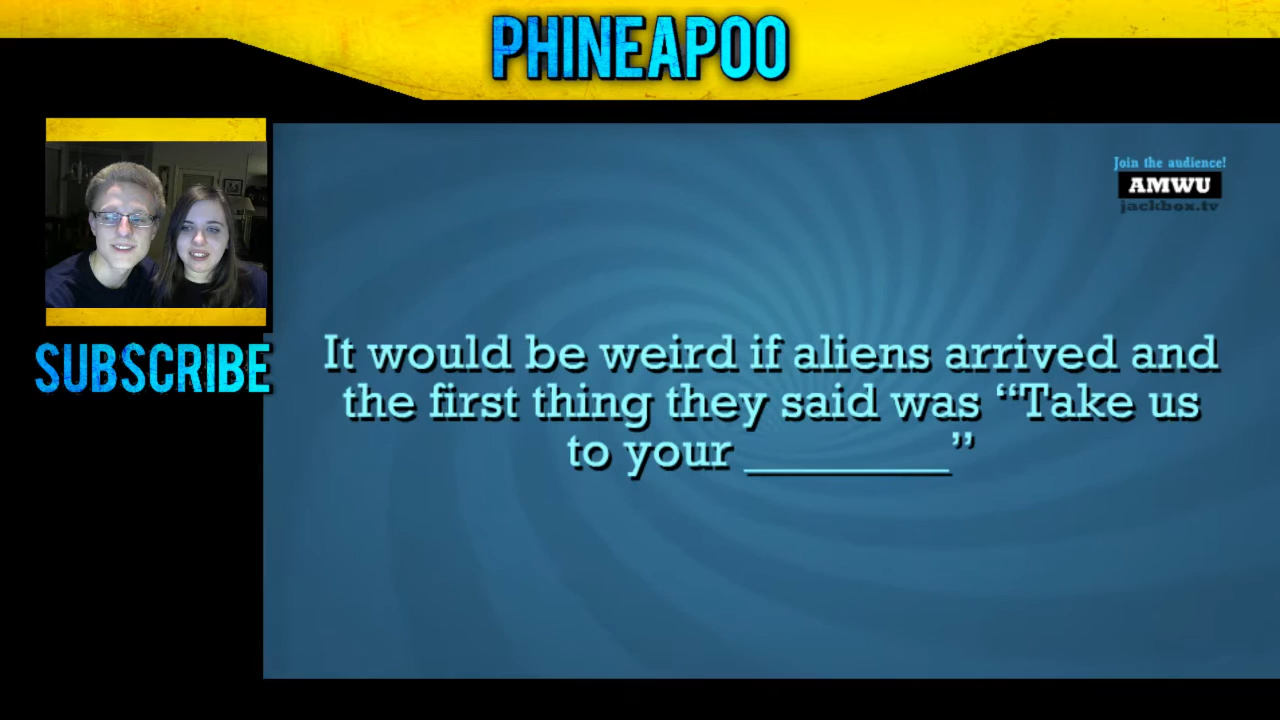 PHINEAPOO
Join the audience!
AMWU
jackbox.tv
SUBSCRIBE
It would be weird if aliens arrived and
the first thing they said was “Take us
to your ________”